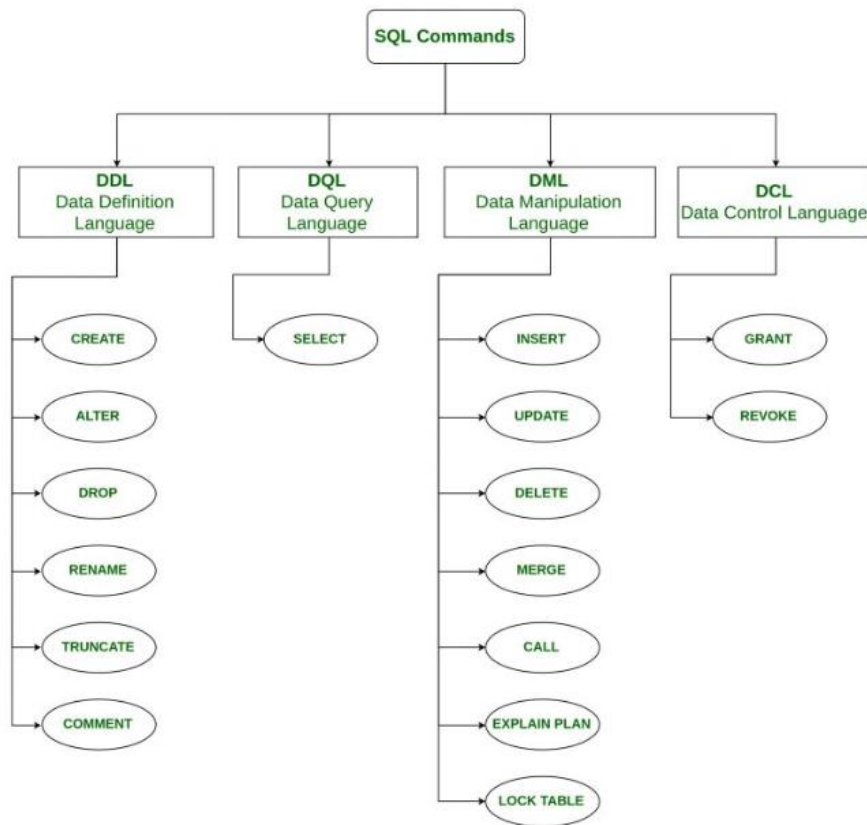 SQL Commands
DDL
Data Definition
Language
DQL
Data Query
Language
DML
Data Manipulation
Language
DCL
Data Control Language
CREATE
ALTER
DROP
RENAME
TRUNCATE
COMMENT
SELECT
INSERT
UPDATE
DELETE
MERGE
CALL
EXPLAIN PLAN
LOCK TABLE
GRANT
REVOKE